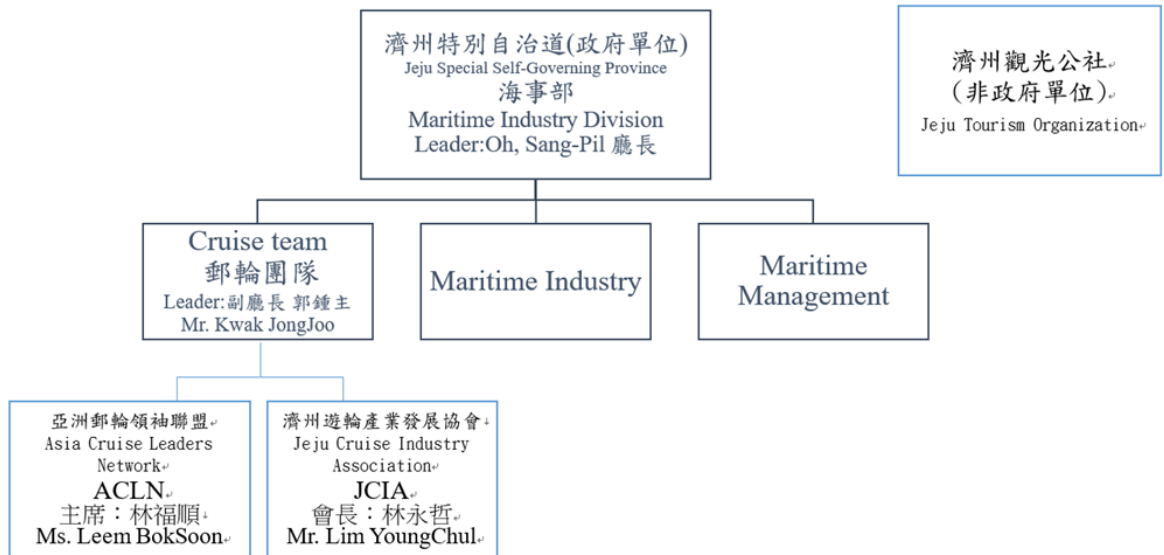 濟州特別自治道(政府單位)
Jeju Special Self-Governing Province
海事部
Maritime Industry Division
Leader:Oh, Sang-Pil 廳長
濟州觀光公社
(非政府單位)
Jeju Tourism Organization
Cruise team
郵輪團隊
Leader:副廳長 郭鍾主
Mr. Kwak JongJoo
Maritime Industry
Maritime
Management
亞洲郵輪領袖聯盟
Asia Cruise Leaders
Network
ACLN
主席：林福順
Ms. Leem BokSoon
濟州遊輪產業發展協會
Jeju Cruise Industry
Association
JCIA
會長：林永哲
Mr. Lim YoungChul